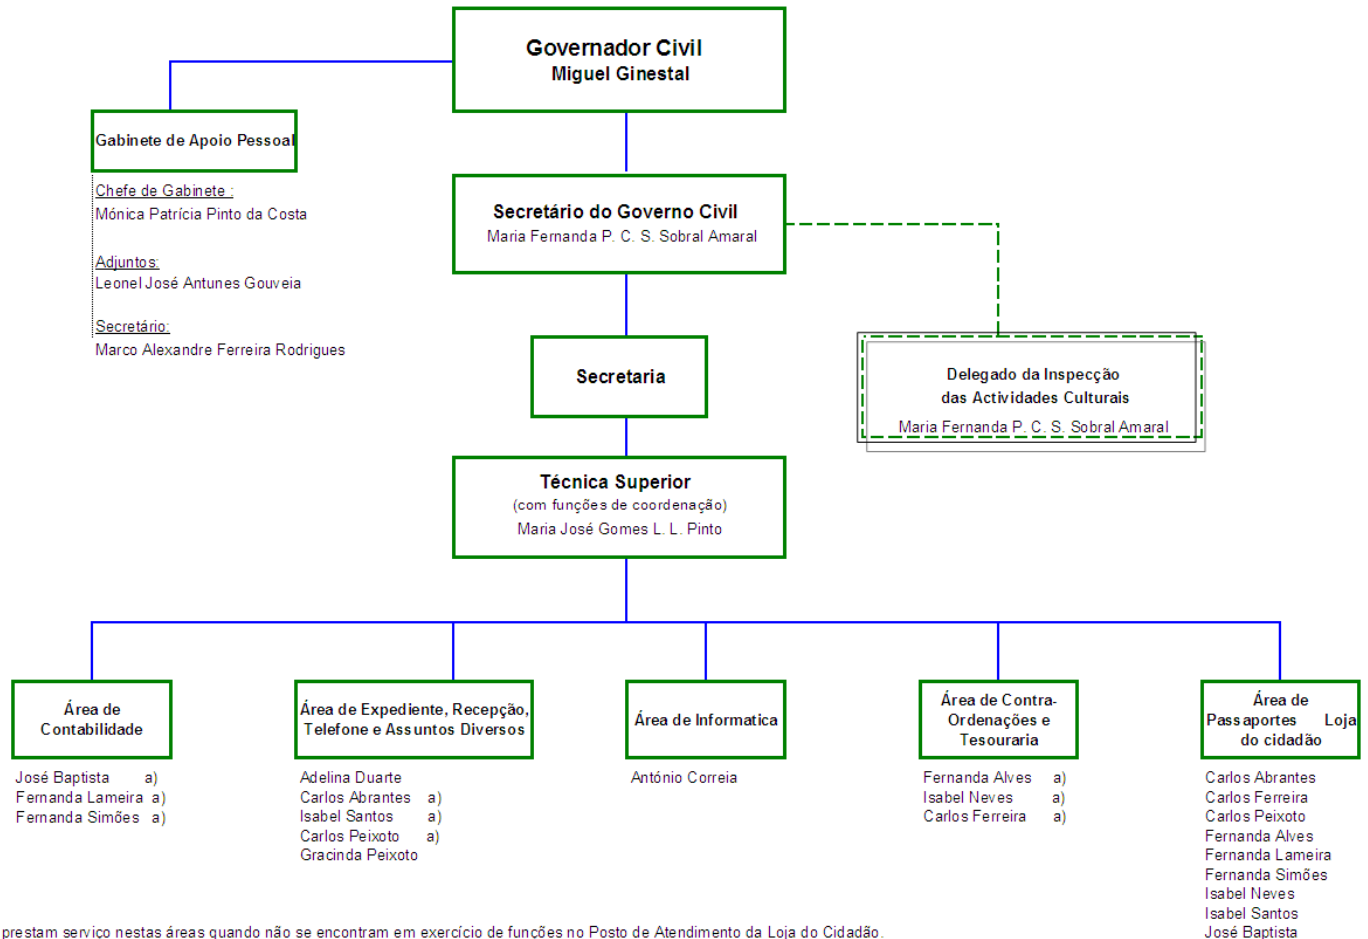 Governador Civil
Miguel Ginestal
Gabinete de Apoio Pessoal
Chefe de Gabinete :
Mónica Patrícia Pinto da Costa
Adjuntos:
Leonel José Antunes Gouveia
Secretário:
Marco Alexandre Ferreira Rodrigues
Secretário do Governo Civil
Maria Fernanda P. C. S. Sobral Amaral
Secretaria
Delegado da Inspecção
das Actividades Culturais
Maria Fernanda P. C. S. Sobral Amaral
Técnica Superior
(com funções de coordenação)
Maria José Gomes L. L. Pinto
Área de
Contabilidade
José Baptista a)
Fernanda Lameira a)
Fernanda Simões a)
Área de Expediente, Recepção,
Telefone e Assuntos Diversos
Adelina Duarte
Carlos Abrantes a)
Isabel Santos a)
Carlos Peixoto a)
Gracinda Peixoto
Área de Informatica
António Correia
Área de Contra-
Ordenações e
Tesouraria
Fernanda Alves a)
Isabel Neves a)
Carlos Ferreira a)
Área de
Passaportes Loja
do cidadão
Carlos Abrantes
Carlos Ferreira
Carlos Peixoto
Fernanda Alves
Fernanda Lameira
Fernanda Simões
Isabel Neves
Isabel Santos
José Baptista
prestam serviço nestas áreas quando não se encontram em exercício de funções no Posto de Atendimento da Loja do Cidadão.